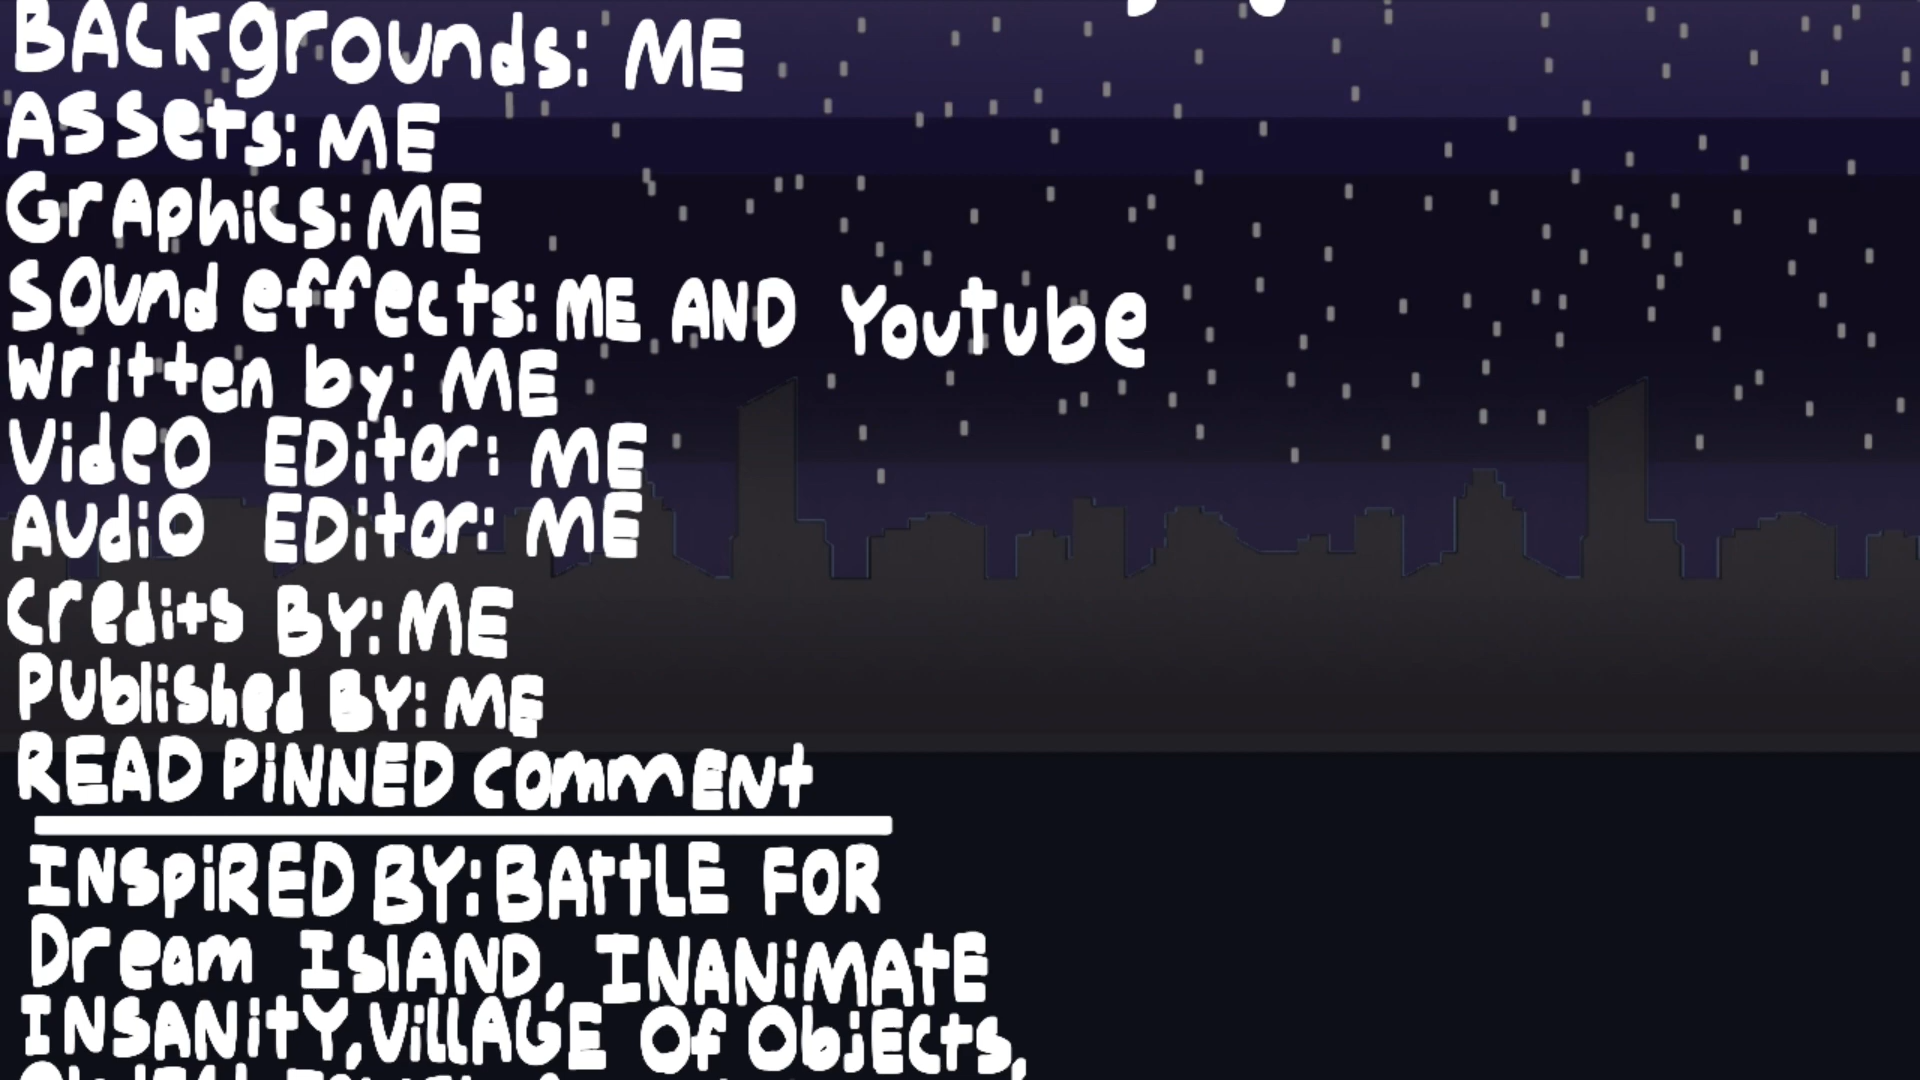 BACKgrounds: ME
Assets: ME
GrAphics: ME
Sound effects: ME AND Youtube
written by: ME
Video EDitor: ME
Audio EDitor: ME
Credits BY: ME
Published BY: ME
READ PiNNED COmmENt
INspiRED BY: BAttLE FOR
Dream ISlAND, INANiMAtE
INSANitY, VillAGE Of ObjECts,